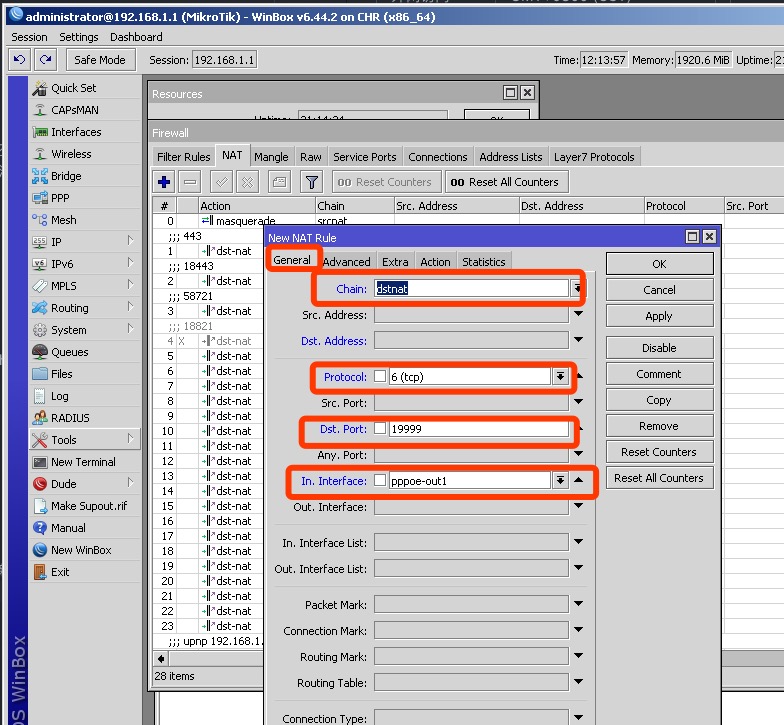 administrator@192.168.1.1 (MikroTik) - WinBox v6.44.2 on CHR (x86_64)
Session Settings Dashboard
Safe Mode Session: 192.168.1.1 Time: 12:13:57 Memory: 1920.6 MiB Uptime:
Quick Set
CAPsMAN
Interfaces
Wireless
Bridge
PPP
Mesh
IP
IPv6
MPLS
Routing
System
Queues
Files
Log
RADIUS
Tools
New Terminal
Dude
Make Supout.rif
Manual
New WinBox
Exit
OS WinBox
Resources
Firewall
Filter Rules NAT Mangle Raw Service Ports Connections Address Lists Layer7 Protocols
00 Reset Counters 00 Reset All Counters
# Action Chain Src. Address Dst. Address Protocol Src. Port
0 masquerade srcnat
;;; 443
1 dst-nat
;;; 18443
2 dst-nat
;;; 58721
3 dst-nat
;;; 18821
4 X dst-nat
5 dst-nat
6 dst-nat
7 dst-nat
8 dst-nat
9 dst-nat
10 dst-nat
11 dst-nat
12 dst-nat
13 dst-nat
14 dst-nat
15 dst-nat
16 dst-nat
17 dst-nat
18 dst-nat
19 dst-nat
20 dst-nat
21 dst-nat
22 dst-nat
23 dst-nat
;;; upnp 192.168.1.
28 items
New NAT Rule
General Advanced Extra Action Statistics
Chain: dstnat
Src. Address:
Dst. Address:
Protocol: 6 (tcp)
Src. Port:
Dst. Port: 19999
Any. Port:
In. Interface: pppoe-out1
Out. Interface:
In. Interface List:
Out. Interface List:
Packet Mark:
Connection Mark:
Routing Mark:
Routing Table:
Connection Type:
OK
Cancel
Apply
Disable
Comment
Copy
Remove
Reset Counters
Reset All Counters